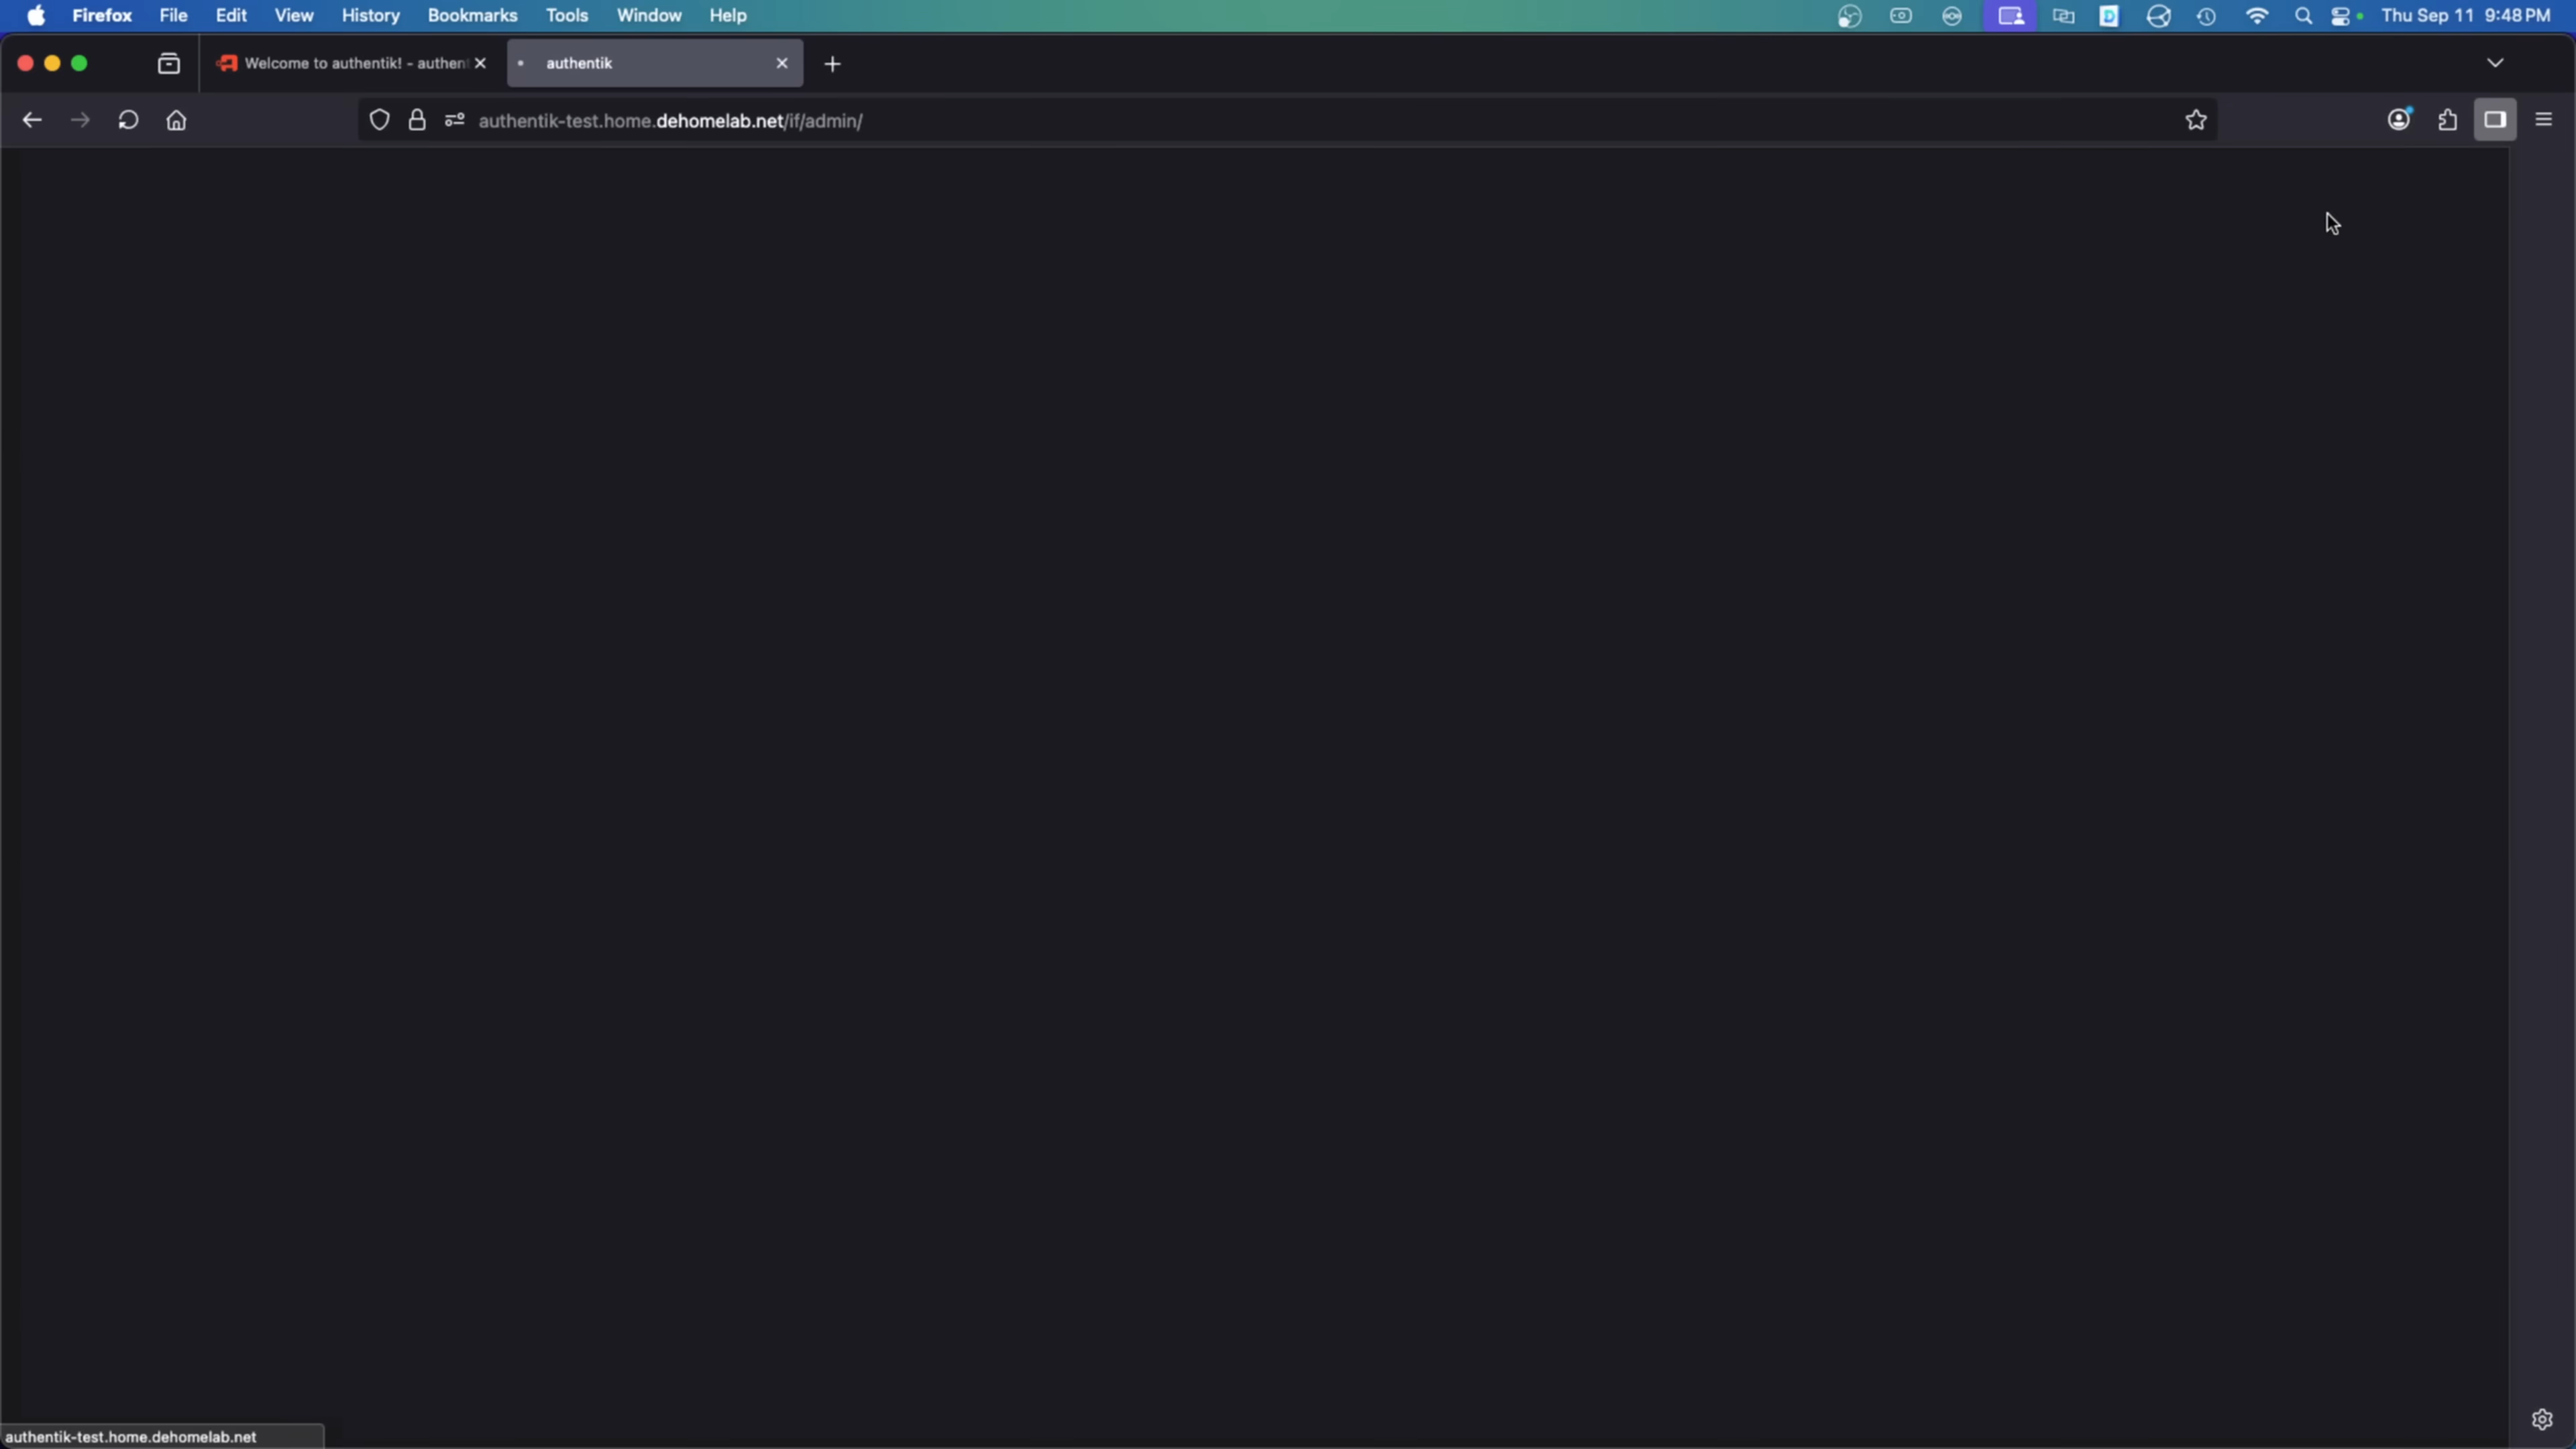 Firefox File Edit View History Bookmarks Tools Window Help Thu Sep 11 9:48 PM
Welcome to authentik! - authent authentik
authentik-test.home.dehomelab.net/if/admin/
authentik-test.home.dehomelab.net